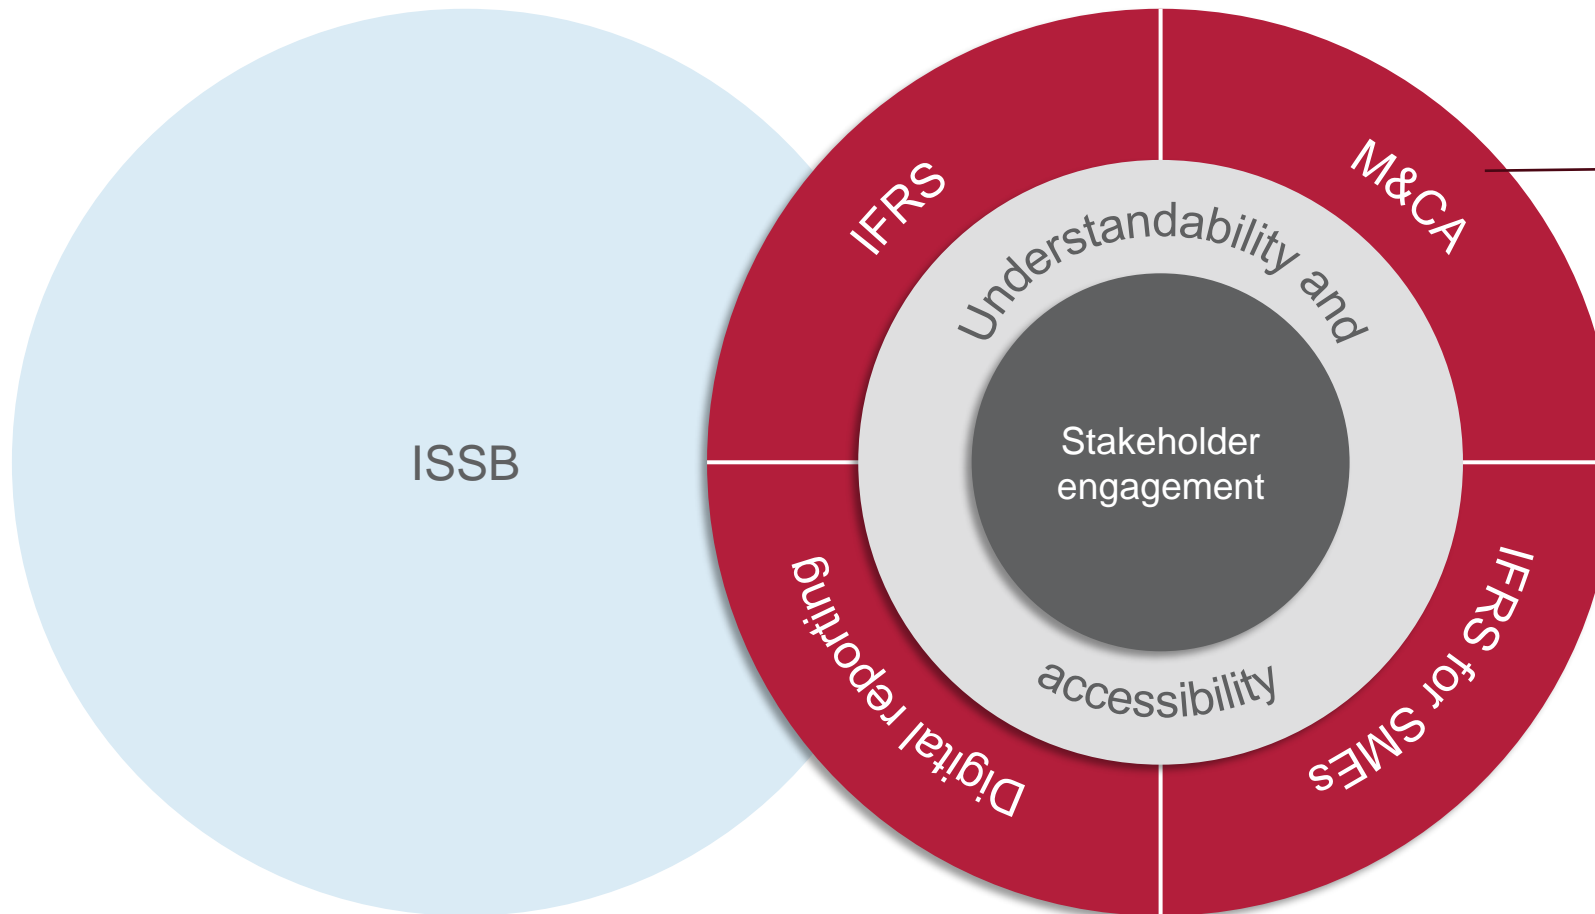 ISSB
IFRS
M&CA
Understandability and
accessibility
Stakeholder
engagement
Digital reporting
IFRS for SMEs